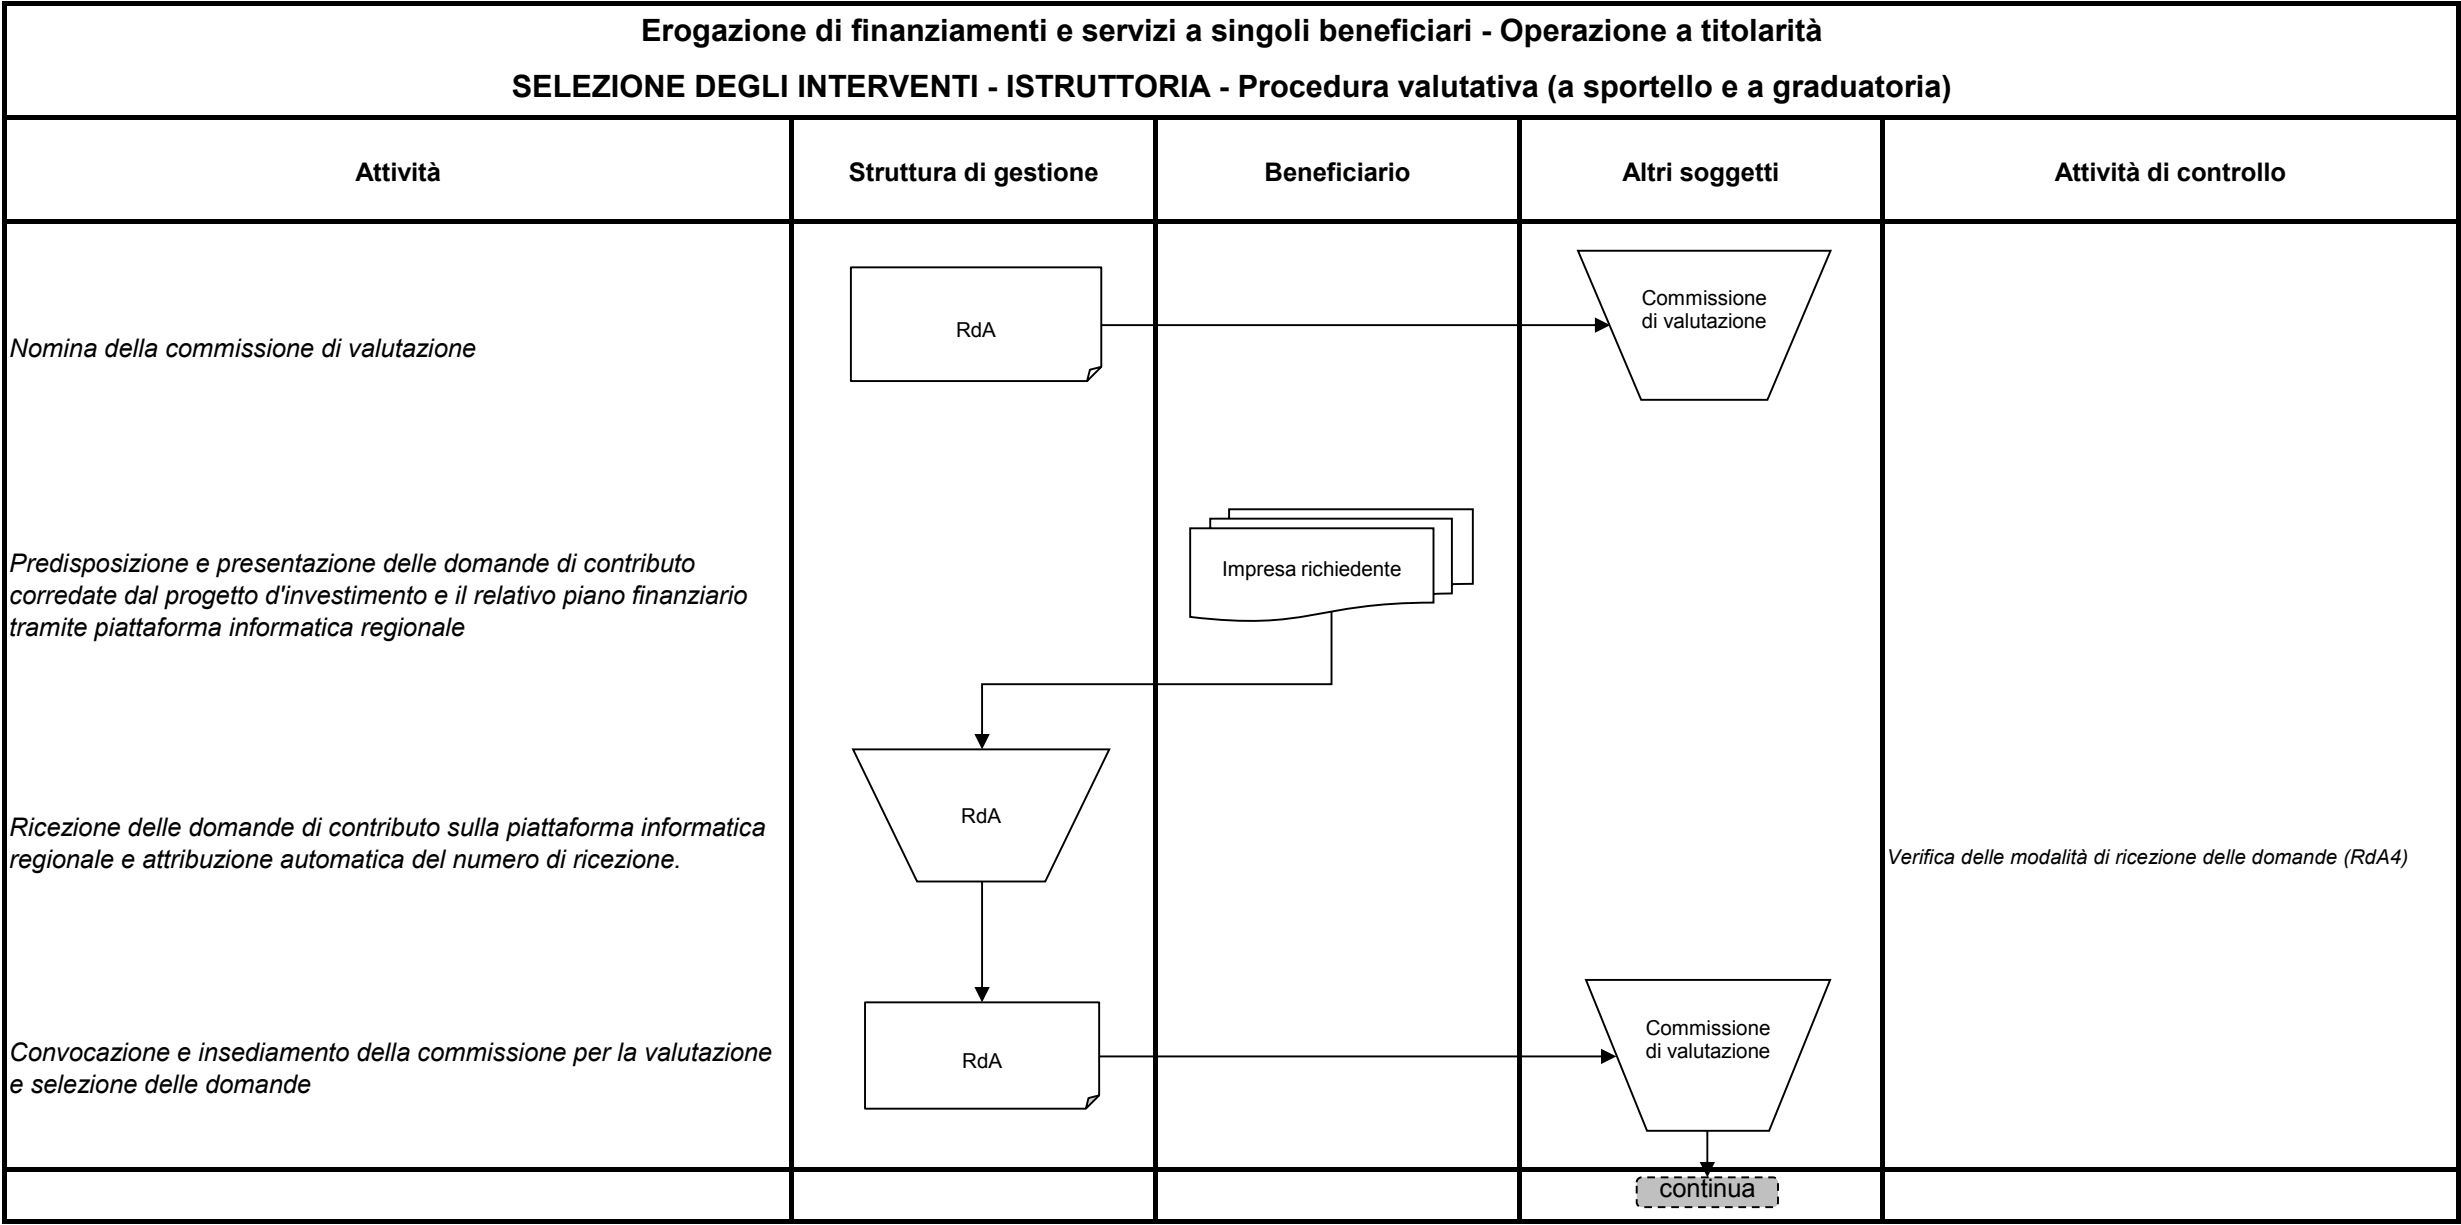 Erogazione di finanziamenti e servizi a singoli beneficiari - Operazione a titolarità
SELEZIONE DEGLI INTERVENTI - ISTRUTTORIA - Procedura valutativa (a sportello e a graduatoria)
Attività
Struttura di gestione
Beneficiario
Altri soggetti
Attività di controllo
Nomina della commissione di valutazione
RdA
Commissione
di valutazione
Predisposizione e presentazione delle domande di contributo
corredate dal progetto d'investimento e il relativo piano finanziario
tramite piattaforma informatica regionale
Impresa richiedente
Ricezione delle domande di contributo sulla piattaforma informatica
regionale e attribuzione automatica del numero di ricezione.
RdA
Verifica delle modalità di ricezione delle domande (RdA4)
Convocazione e insediamento della commissione per la valutazione
e selezione delle domande
RdA
Commissione
di valutazione
continua